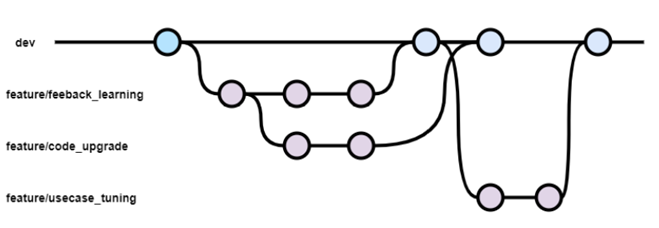 dev
feature/feeback_learning
feature/code_upgrade
feature/usecase_tuning